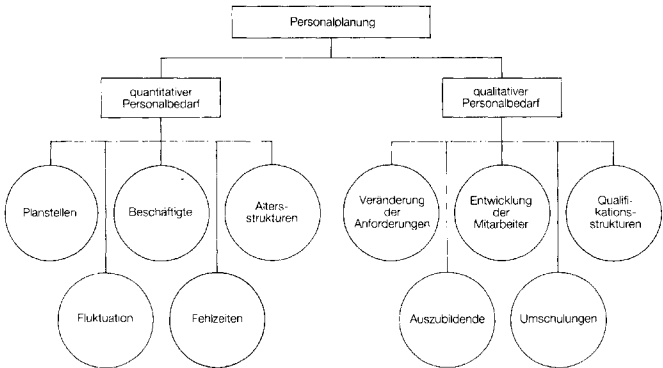 Personalplanung
quantitativer
Personalbedarf
qualitativer
Personalbedarf
Planstellen
Beschäftigte
Alters-
strukturen
Veränderung
der
Anforderungen
Entwicklung
der
Mitarbeiter
Qualifi-
kations-
strukturen
Fluktuation
Fehlzeiten
Auszubildende
Umschulungen